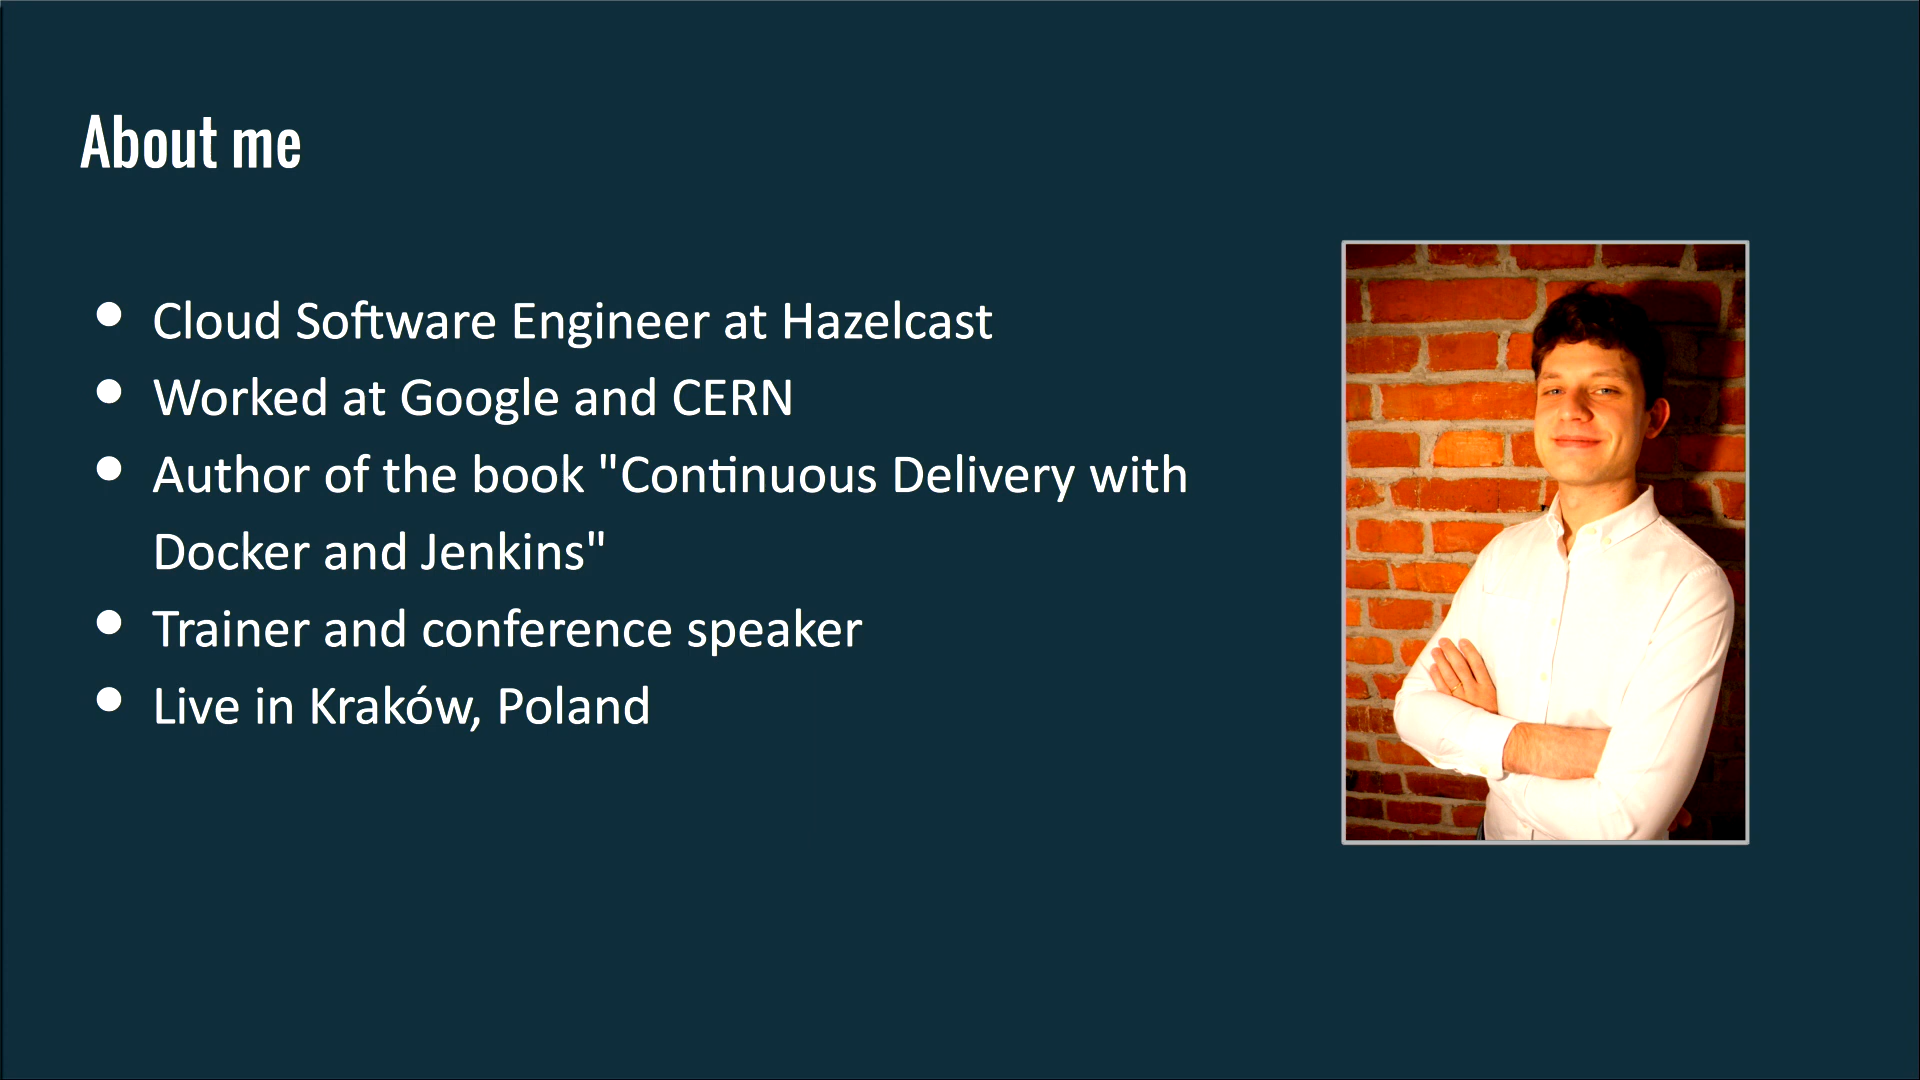 About me
Cloud Software Engineer at Hazelcast
Worked at Google and CERN
Author of the book "Continuous Delivery with
Docker and Jenkins"
Trainer and conference speaker
Live in Kraków, Poland